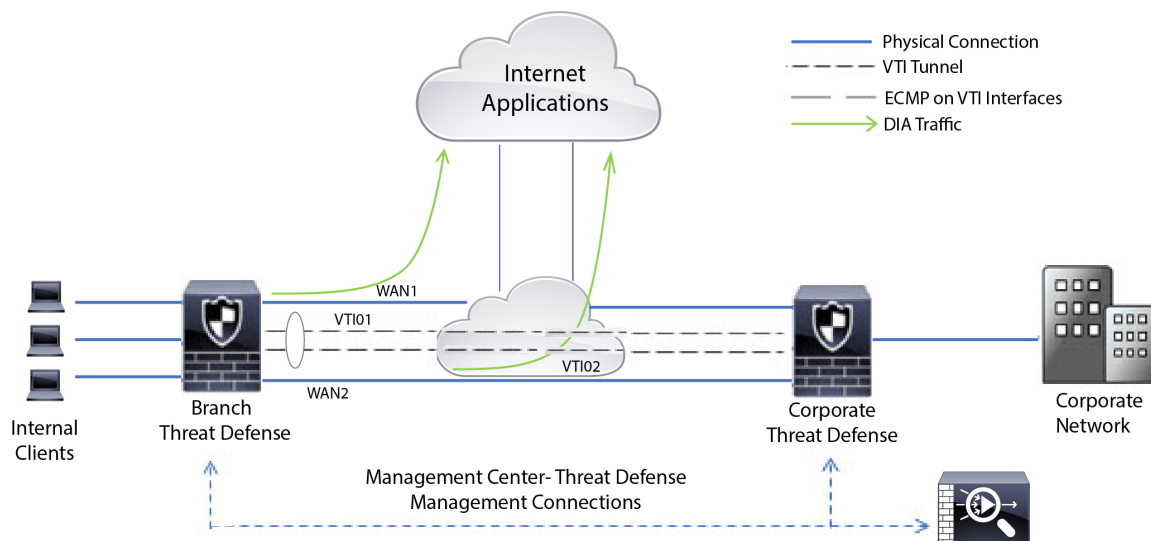 Internet
Applications
Physical Connection
VTI Tunnel
ECMP on VTI Interfaces
DIA Traffic
WAN1
VTI01
VTI02
WAN2
Internal
Clients
Branch
Threat Defense
Corporate
Threat Defense
Corporate
Network
Management Center- Threat Defense
Management Connections